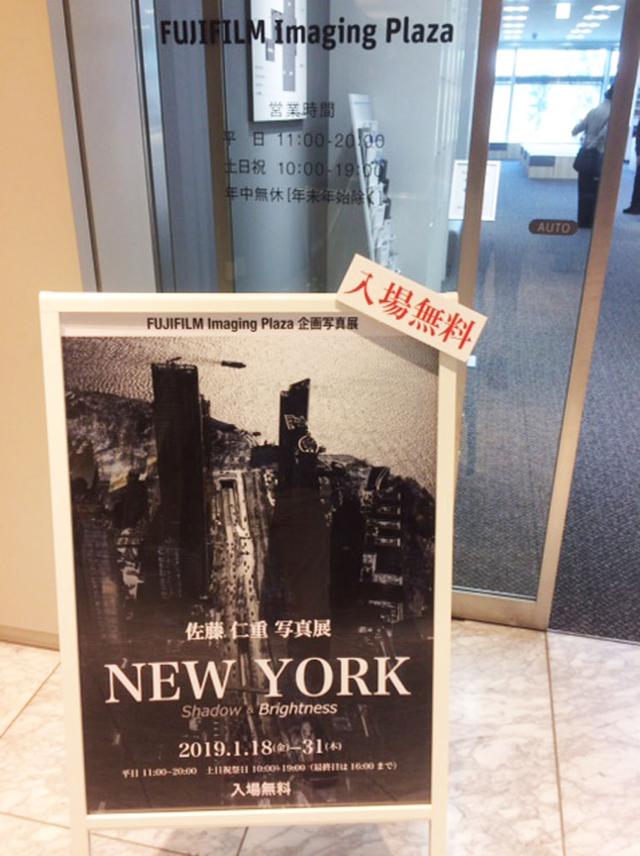 FUJIFILM Imaging Plaza
営業時間
平 日 11:00-20:00
土日祝 10:00-19:00
年中無休[年末年始除く]
AUTO
入場無料
FUJIFILM Imaging Plaza 企画写真展
佐藤 仁重 写真展
NEW YORK
Shadow & Brightness
2019.1.18(金)–31(木)
平日 11:00~20:00 土日祝祭日 10:00~19:00 (最終日は 16:00 まで)
入場無料